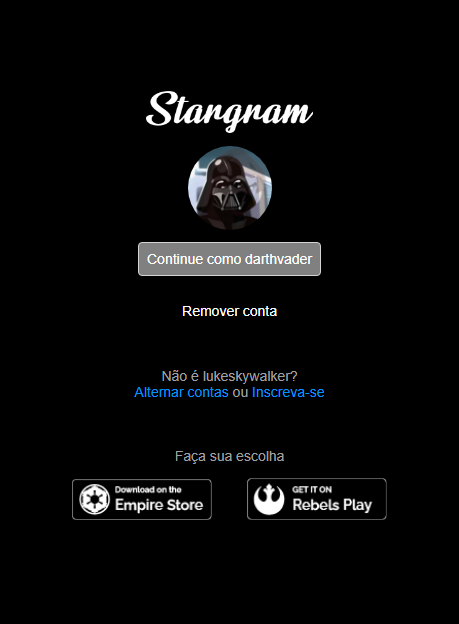 Stargram
Continue como darthvader
Remover conta
Não é lukeskywalker?
Alternar contas ou Inscreva-se
Faça sua escolha
Download on the
Empire Store
GET IT ON
Rebels Play